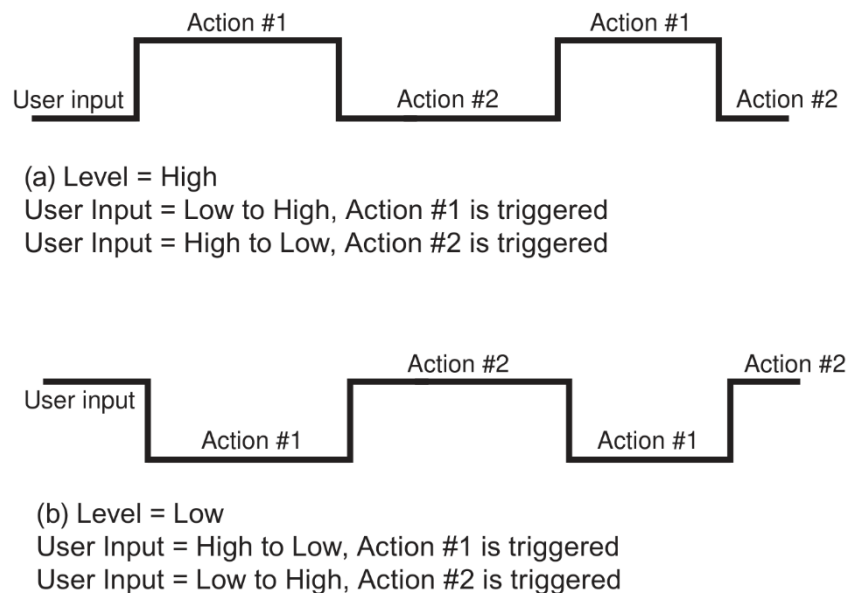 Action #1 Action #1
User input Action #2 Action #2
(a) Level = High
User Input = Low to High, Action #1 is triggered
User Input = High to Low, Action #2 is triggered
Action #2 Action #2
User input
Action #1 Action #1
(b) Level = Low
User Input = High to Low, Action #1 is triggered
User Input = Low to High, Action #2 is triggered